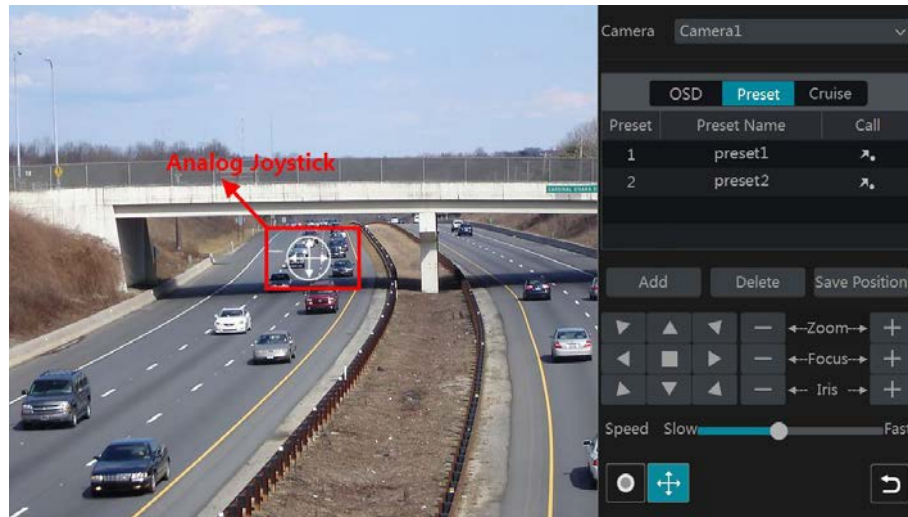 Camera Camera1
Analog Joystick
OSD Preset Cruise
Preset Preset Name Call
1 preset1
2 preset2
Add Delete Save Position
Zoom
Focus
Iris
Speed Slow Fast